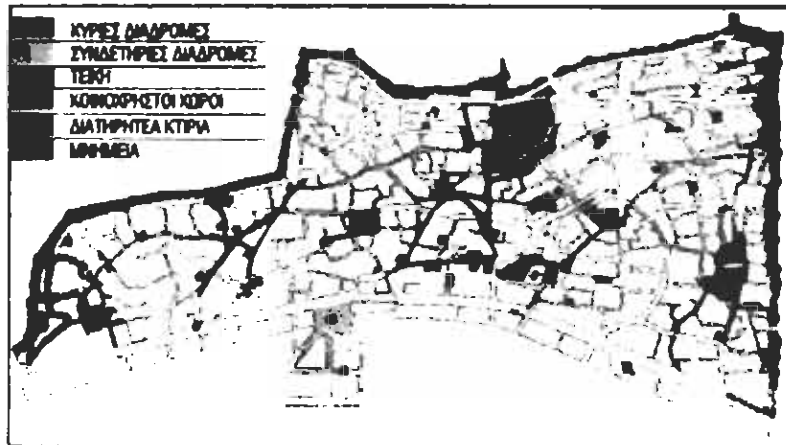 ΚΥΡΙΕΣ ΔΙΑΔΡΟΜΕΣ
ΣΥΝΔΕΤΗΡΙΕΣ ΔΙΑΔΡΟΜΕΣ
ΤΕΙΧΗ
ΚΟΙΝΟΧΡΗΣΤΟΙ ΧΩΡΟΙ
ΔΙΑΤΗΡΗΤΕΑ ΚΤΙΡΙΑ
ΜΝΗΜΕΙΑ